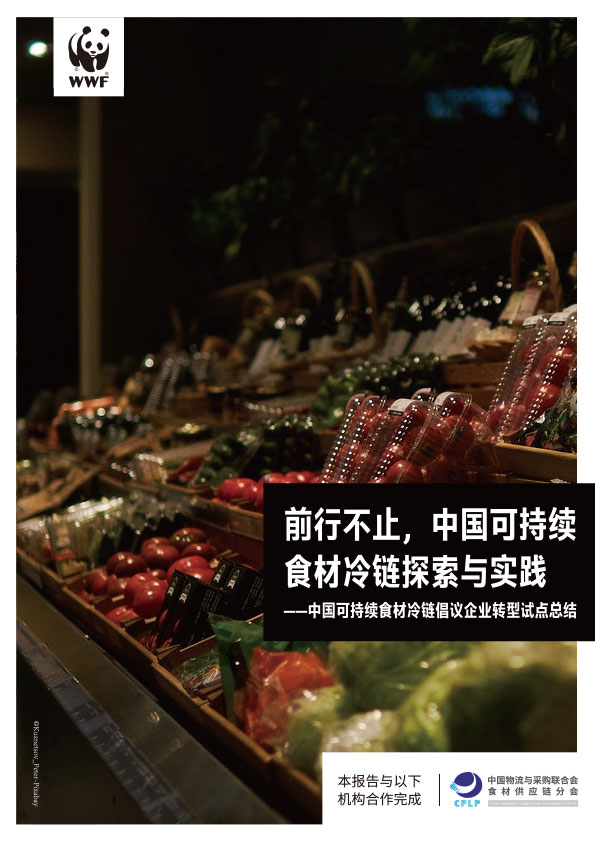 WWF
前行不止，中国可持续
食材冷链探索与实践
——中国可持续食材冷链倡议企业转型试点总结
©Kuznetsov_Peter-Pixabay
本报告与以下
机构合作完成
CFLP
中国物流与采购联合会
食材供应链分会